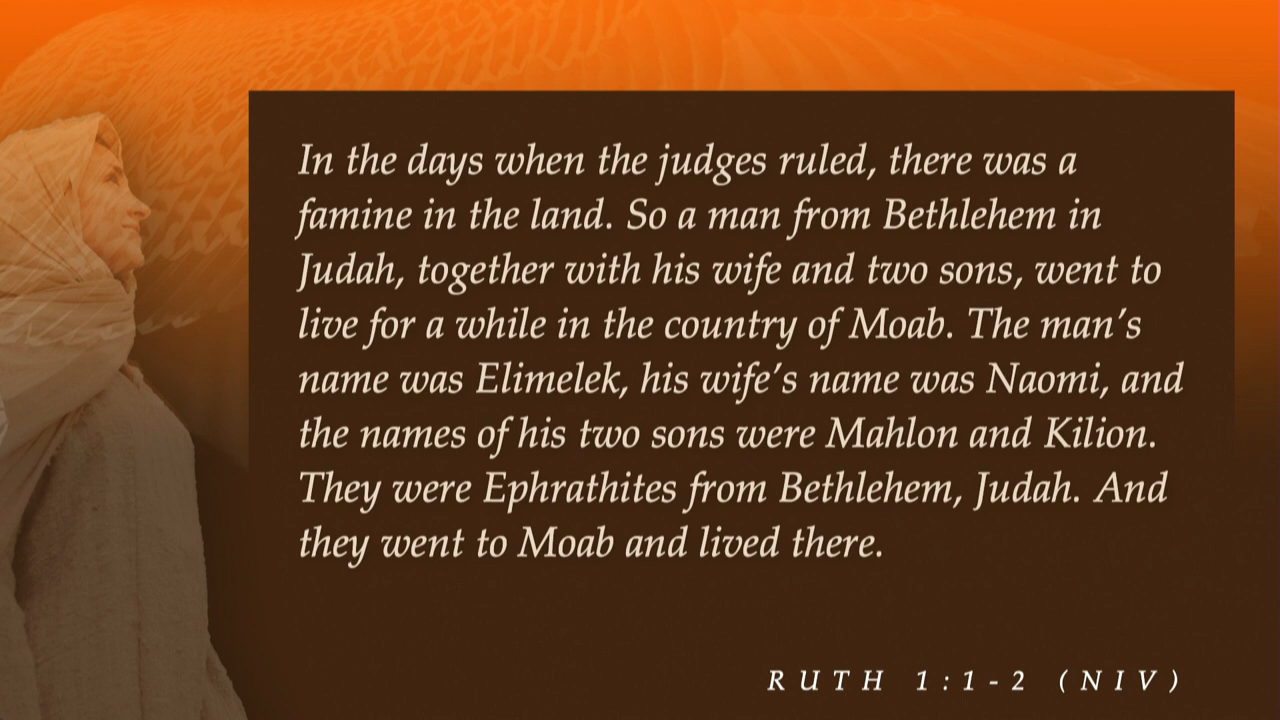 In the days when the judges ruled, there was a
famine in the land. So a man from Bethlehem in
Judah, together with his wife and two sons, went to
live for a while in the country of Moab. The man’s
name was Elimelek, his wife’s name was Naomi, and
the names of his two sons were Mahlon and Kilion.
They were Ephrathites from Bethlehem, Judah. And
they went to Moab and lived there.
RUTH 1:1-2 (NIV)